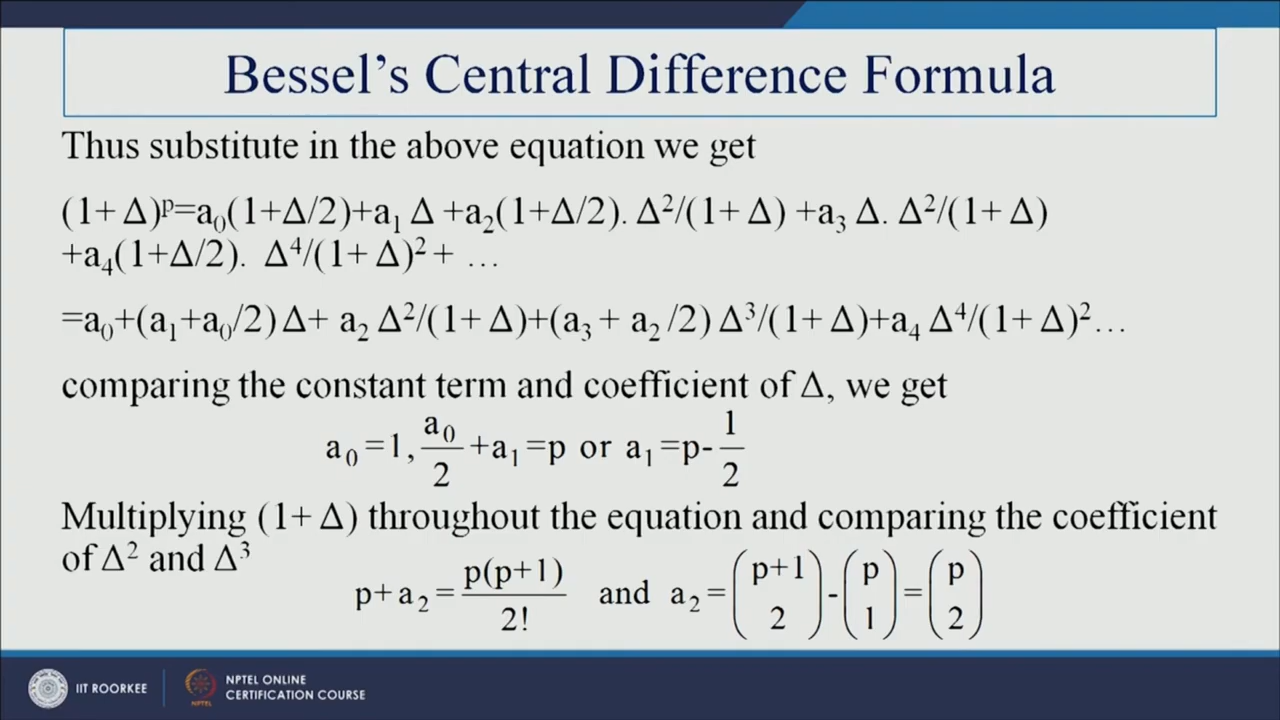 Bessel's Central Difference Formula
Thus substitute in the above equation we get
(1+ Δ)ᵖ=a₀(1+Δ/2)+a₁ Δ +a₂(1+Δ/2). Δ²/(1+ Δ) +a₃ Δ. Δ²/(1+ Δ)
+a₄(1+Δ/2). Δ⁴/(1+ Δ)² + …
=a₀+(a₁+a₀/2) Δ+ a₂ Δ²/(1+ Δ)+(a₃ + a₂ /2) Δ³/(1+ Δ)+a₄ Δ⁴/(1+ Δ)²…
comparing the constant term and coefficient of Δ, we get
a₀=1, a₀/2 +a₁=p or a₁=p- 1/2
Multiplying (1+ Δ) throughout the equation and comparing the coefficient
of Δ² and Δ³
p+a₂= p(p+1)/2! and a₂= (p+1 2) - (p 1) = (p 2)
IIT ROORKEE
NPTEL
NPTEL ONLINE
CERTIFICATION COURSE